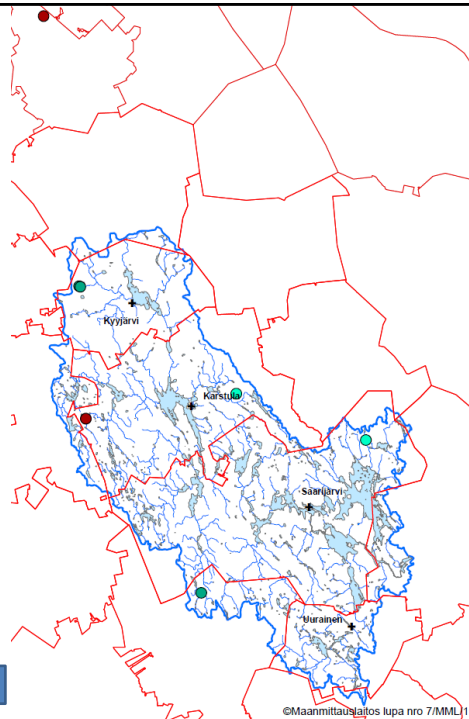 Kyyjärvi
Karstula
Saarijärvi
Uurainen
©Maanmittauslaitos lupa nro 7/MML/1